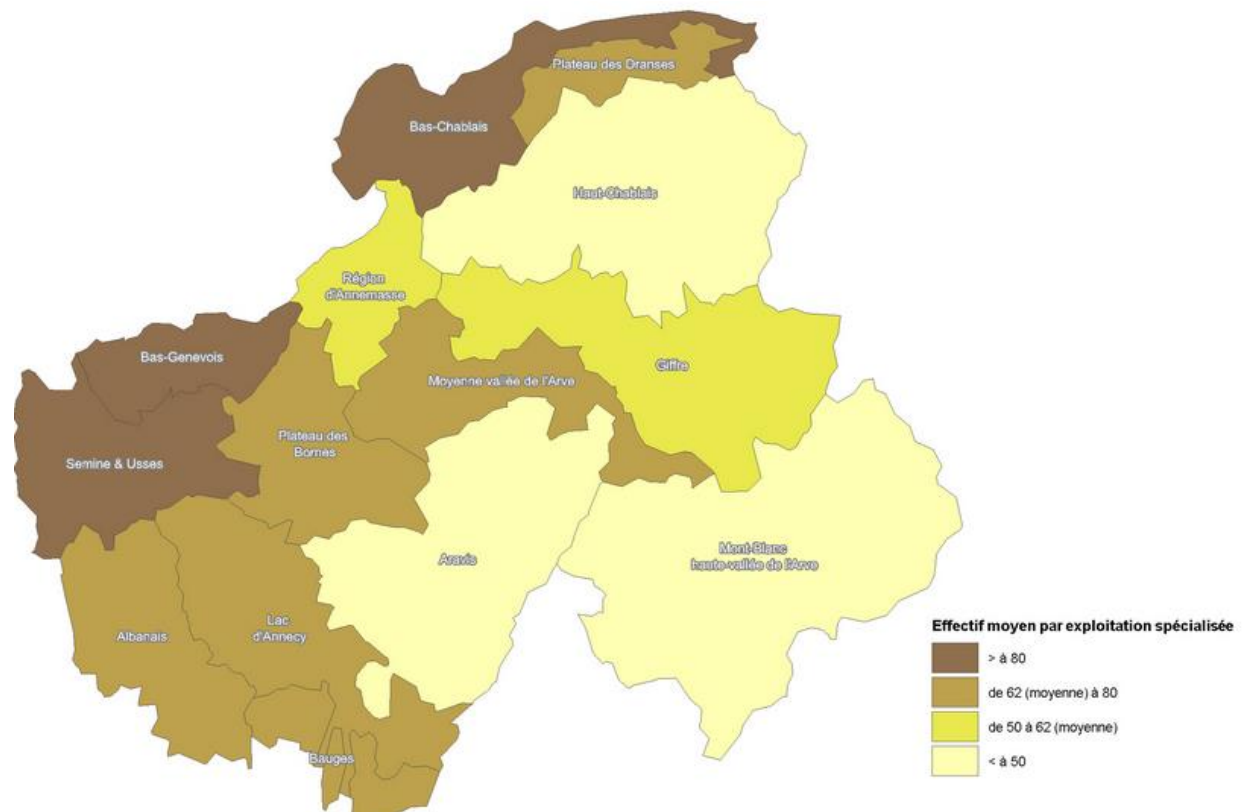 Plateau des Dranses
Bas-Chablais
Haut-Chablais
Région
d'Annemasse
Bas-Genevois
Giffre
Moyenne vallée de l'Arve
Plateau des
Bornes
Semine & Usses
Aravis
Mont-Blanc
haute-vallée de l'Arve
Lac
d'Annecy
Albanais
Bauges
Effectif moyen par exploitation spécialisée
> à 80
de 62 (moyenne) à 80
de 50 à 62 (moyenne)
< à 50